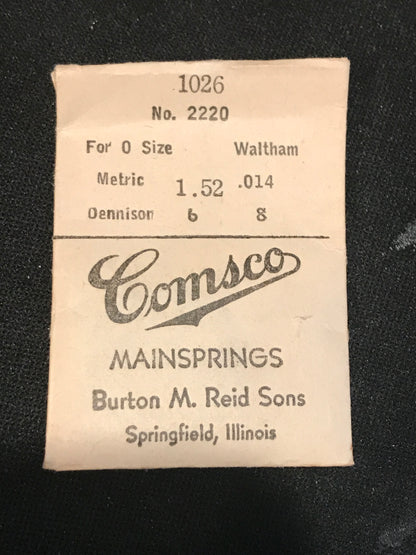 1026
No. 2220
For O Size Waltham
Metric 1.52 .014
Dennison 6 8
Comsco
MAINSPRINGS
Burton M. Reid Sons
Springfield, Illinois